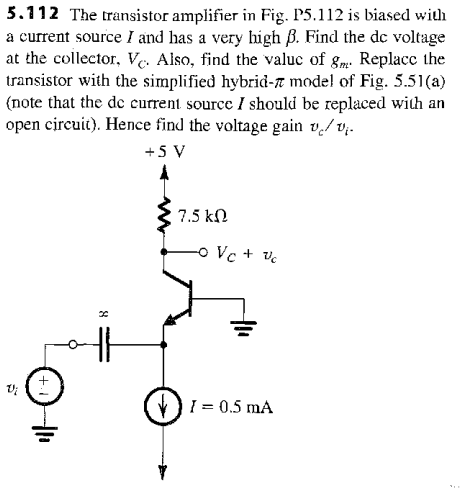 5.112 The transistor amplifier in Fig. P5.112 is biased with
a current source I and has a very high β. Find the dc voltage
at the collector, V_C. Also, find the value of g_m. Replace the
transistor with the simplified hybrid-π model of Fig. 5.51(a)
(note that the dc current source I should be replaced with an
open circuit). Hence find the voltage gain v_c/v_i.
+5 V
7.5 kΩ
V_C + v_c
∞
v_i
+
−
I = 0.5 mA